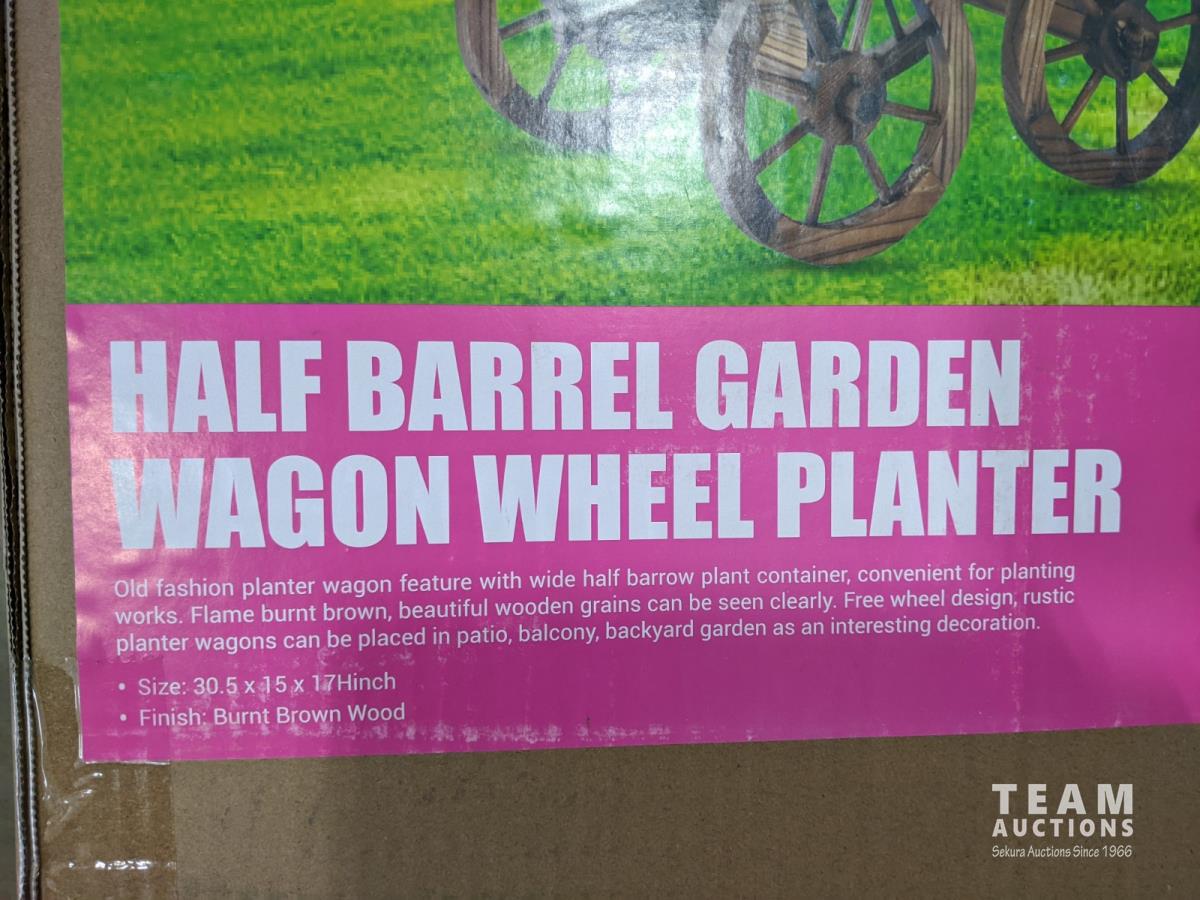 HALF BARREL GARDEN
WAGON WHEEL PLANTER
Old fashion planter wagon feature with wide half barrow plant container, convenient for planting
works. Flame burnt brown, beautiful wooden grains can be seen clearly. Free wheel design, rustic
planter wagons can be placed in patio, balcony, backyard garden as an interesting decoration.
• Size: 30.5 x 15 x 17Hinch
• Finish: Burnt Brown Wood
TEAM
AUCTIONS
Sekura Auctions Since 1966